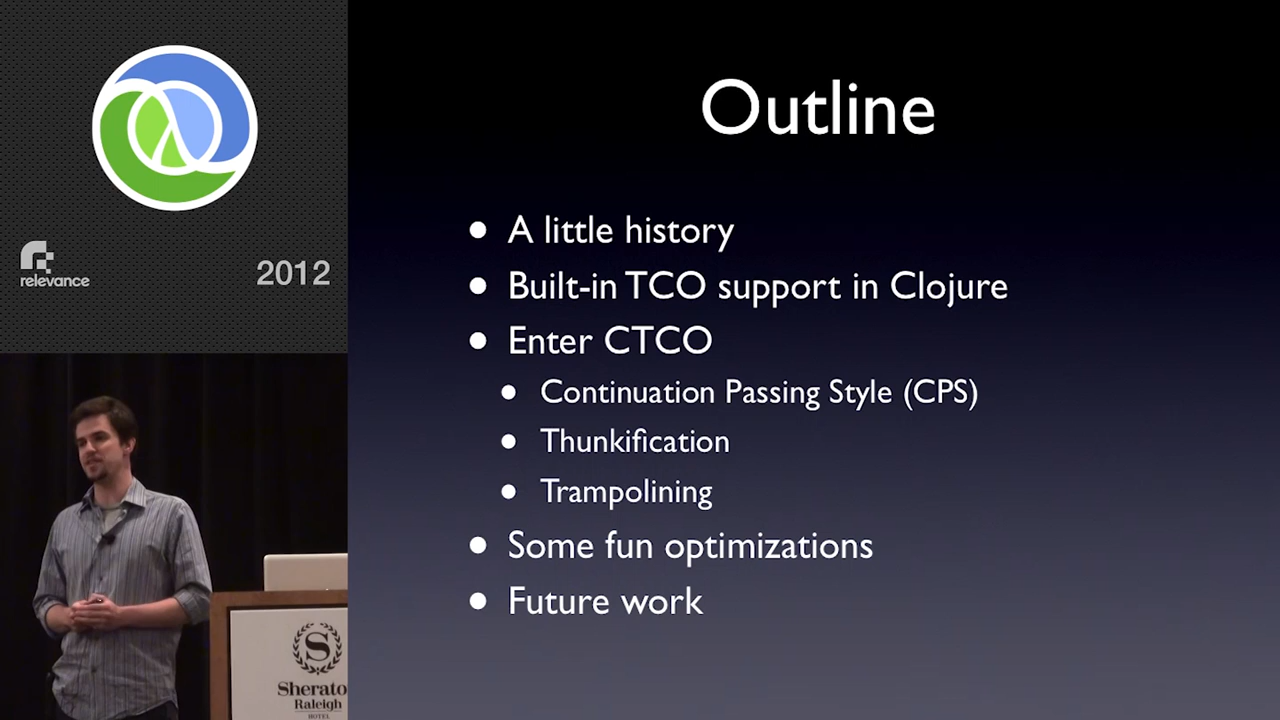 relevance
2012
Outline
A little history
Built-in TCO support in Clojure
Enter CTCO
Continuation Passing Style (CPS)
Thunkification
Trampolining
Some fun optimizations
Future work
S
Sherato
Raleigh
HOTEL